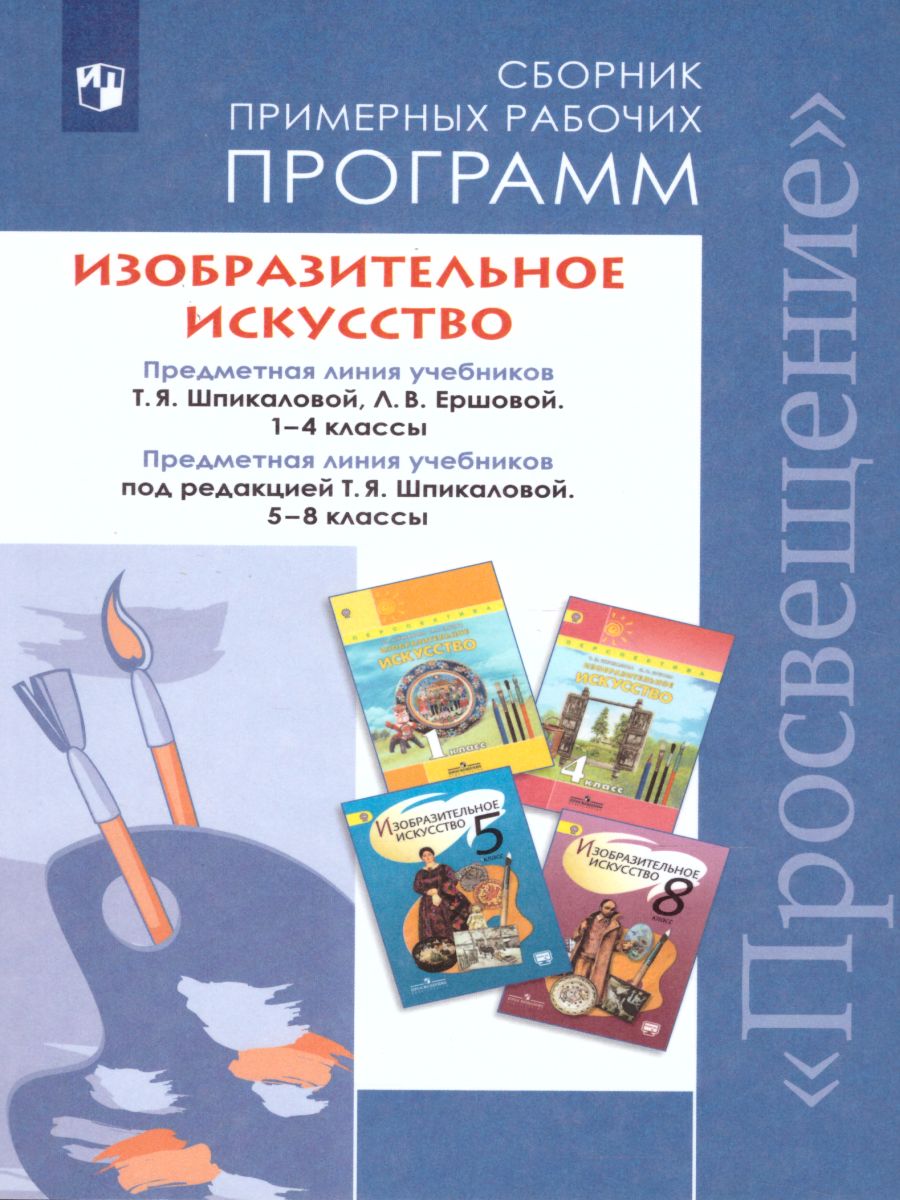 ИП
СБОРНИК
ПРИМЕРНЫХ РАБОЧИХ
ПРОГРАММ
ИЗОБРАЗИТЕЛЬНОЕ
ИСКУССТВО
Предметная линия учебников
Т. Я. Шпикаловой, Л. В. Ершовой.
1–4 классы
Предметная линия учебников
под редакцией Т. Я. Шпикаловой.
5–8 классы
«Просвещение»
ПЕРСПЕКТИВА
ИЗОБРАЗИТЕЛЬНОЕ
ИСКУССТВО
1 класс
ПЕРСПЕКТИВА
ИЗОБРАЗИТЕЛЬНОЕ
ИСКУССТВО
4 класс
ИЗОБРАЗИТЕЛЬНОЕ
ИСКУССТВО
5
КЛАСС
ИЗОБРАЗИТЕЛЬНОЕ
ИСКУССТВО
8
КЛАСС